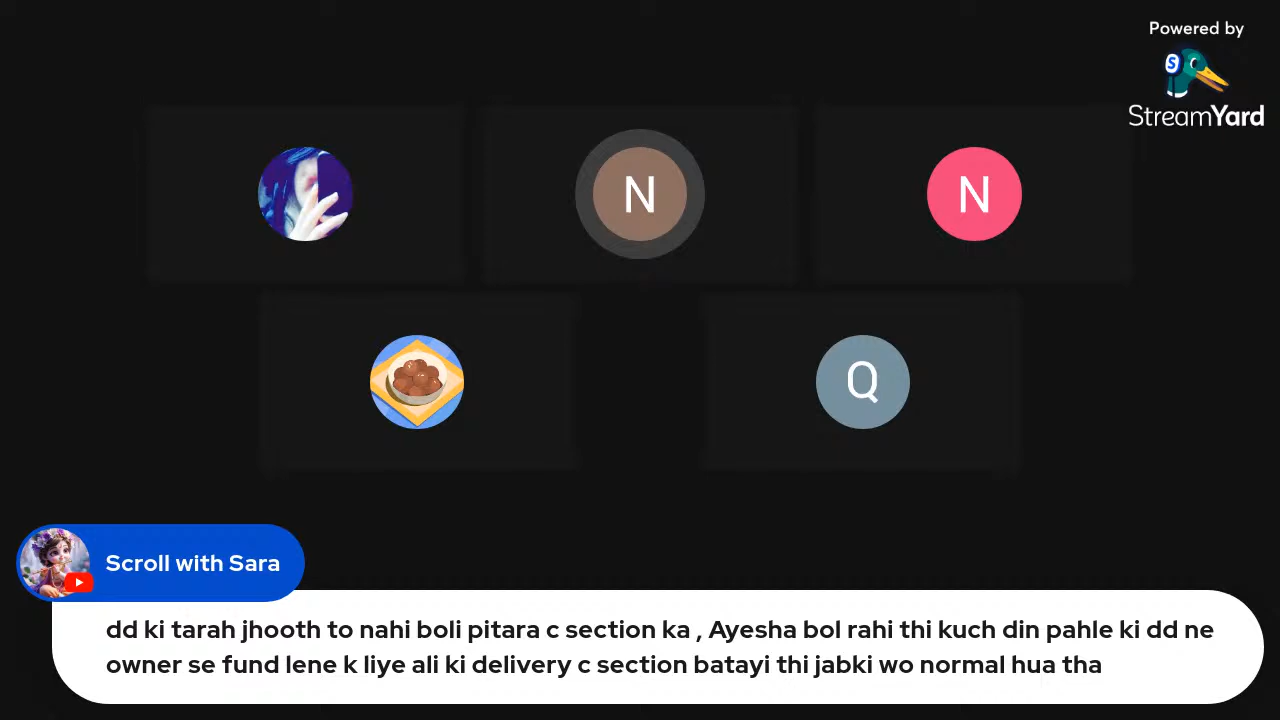 Powered by
S
StreamYard
N
N
Q
Scroll with Sara
dd ki tarah jhooth to nahi boli pitara c section ka , Ayesha bol rahi thi kuch din pahle ki dd ne
owner se fund lene k liye ali ki delivery c section batayi thi jabki wo normal hua tha